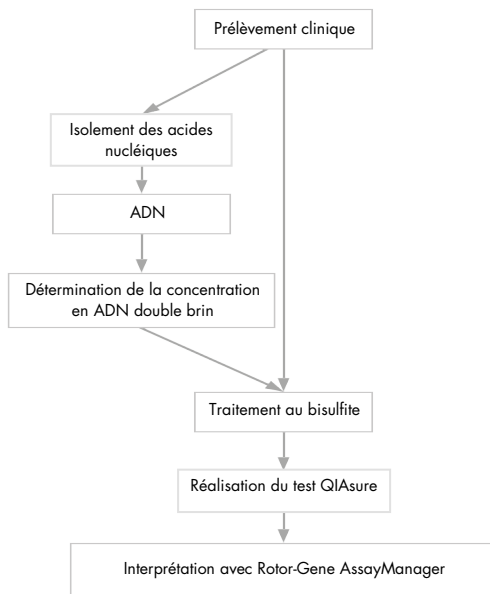 Prélèvement clinique
Isolement des acides
nucléiques
ADN
Détermination de la concentration
en ADN double brin
Traitement au bisulfite
Réalisation du test QIAsure
Interprétation avec Rotor-Gene AssayManager